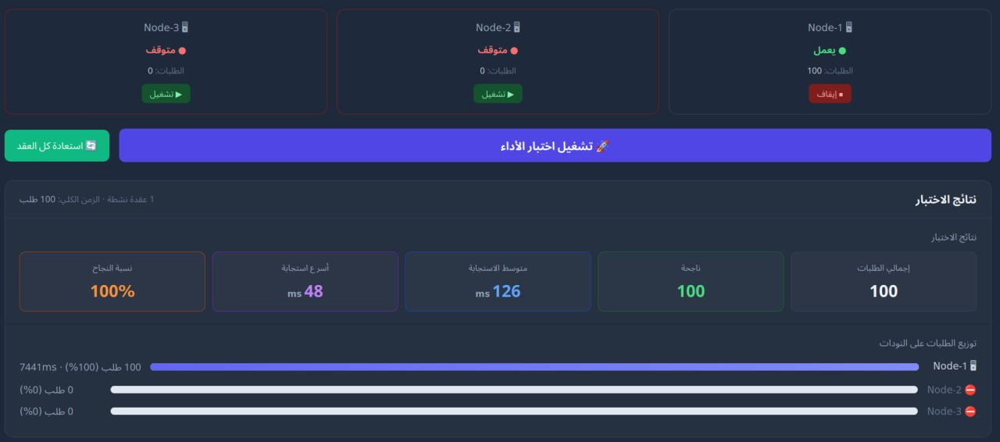 Node-1
يعمل
الطلبات: 100
إيقاف
Node-2
متوقف
الطلبات: 0
تشغيل
Node-3
متوقف
الطلبات: 0
تشغيل
تشغيل اختبار الأداء
استعادة كل العقد
نتائج الاختبار
1 عقدة نشطة · الزمن الكلي: 100 طلب
نتائج الاختبار
إجمالي الطلبات
100
ناجحة
100
متوسط الاستجابة
126 ms
أسرع استجابة
48 ms
نسبة النجاح
100%
توزيع الطلبات على النودات
Node-1
100 طلب (100%) · 7441ms
Node-2
0 طلب (0%)
Node-3
0 طلب (0%)